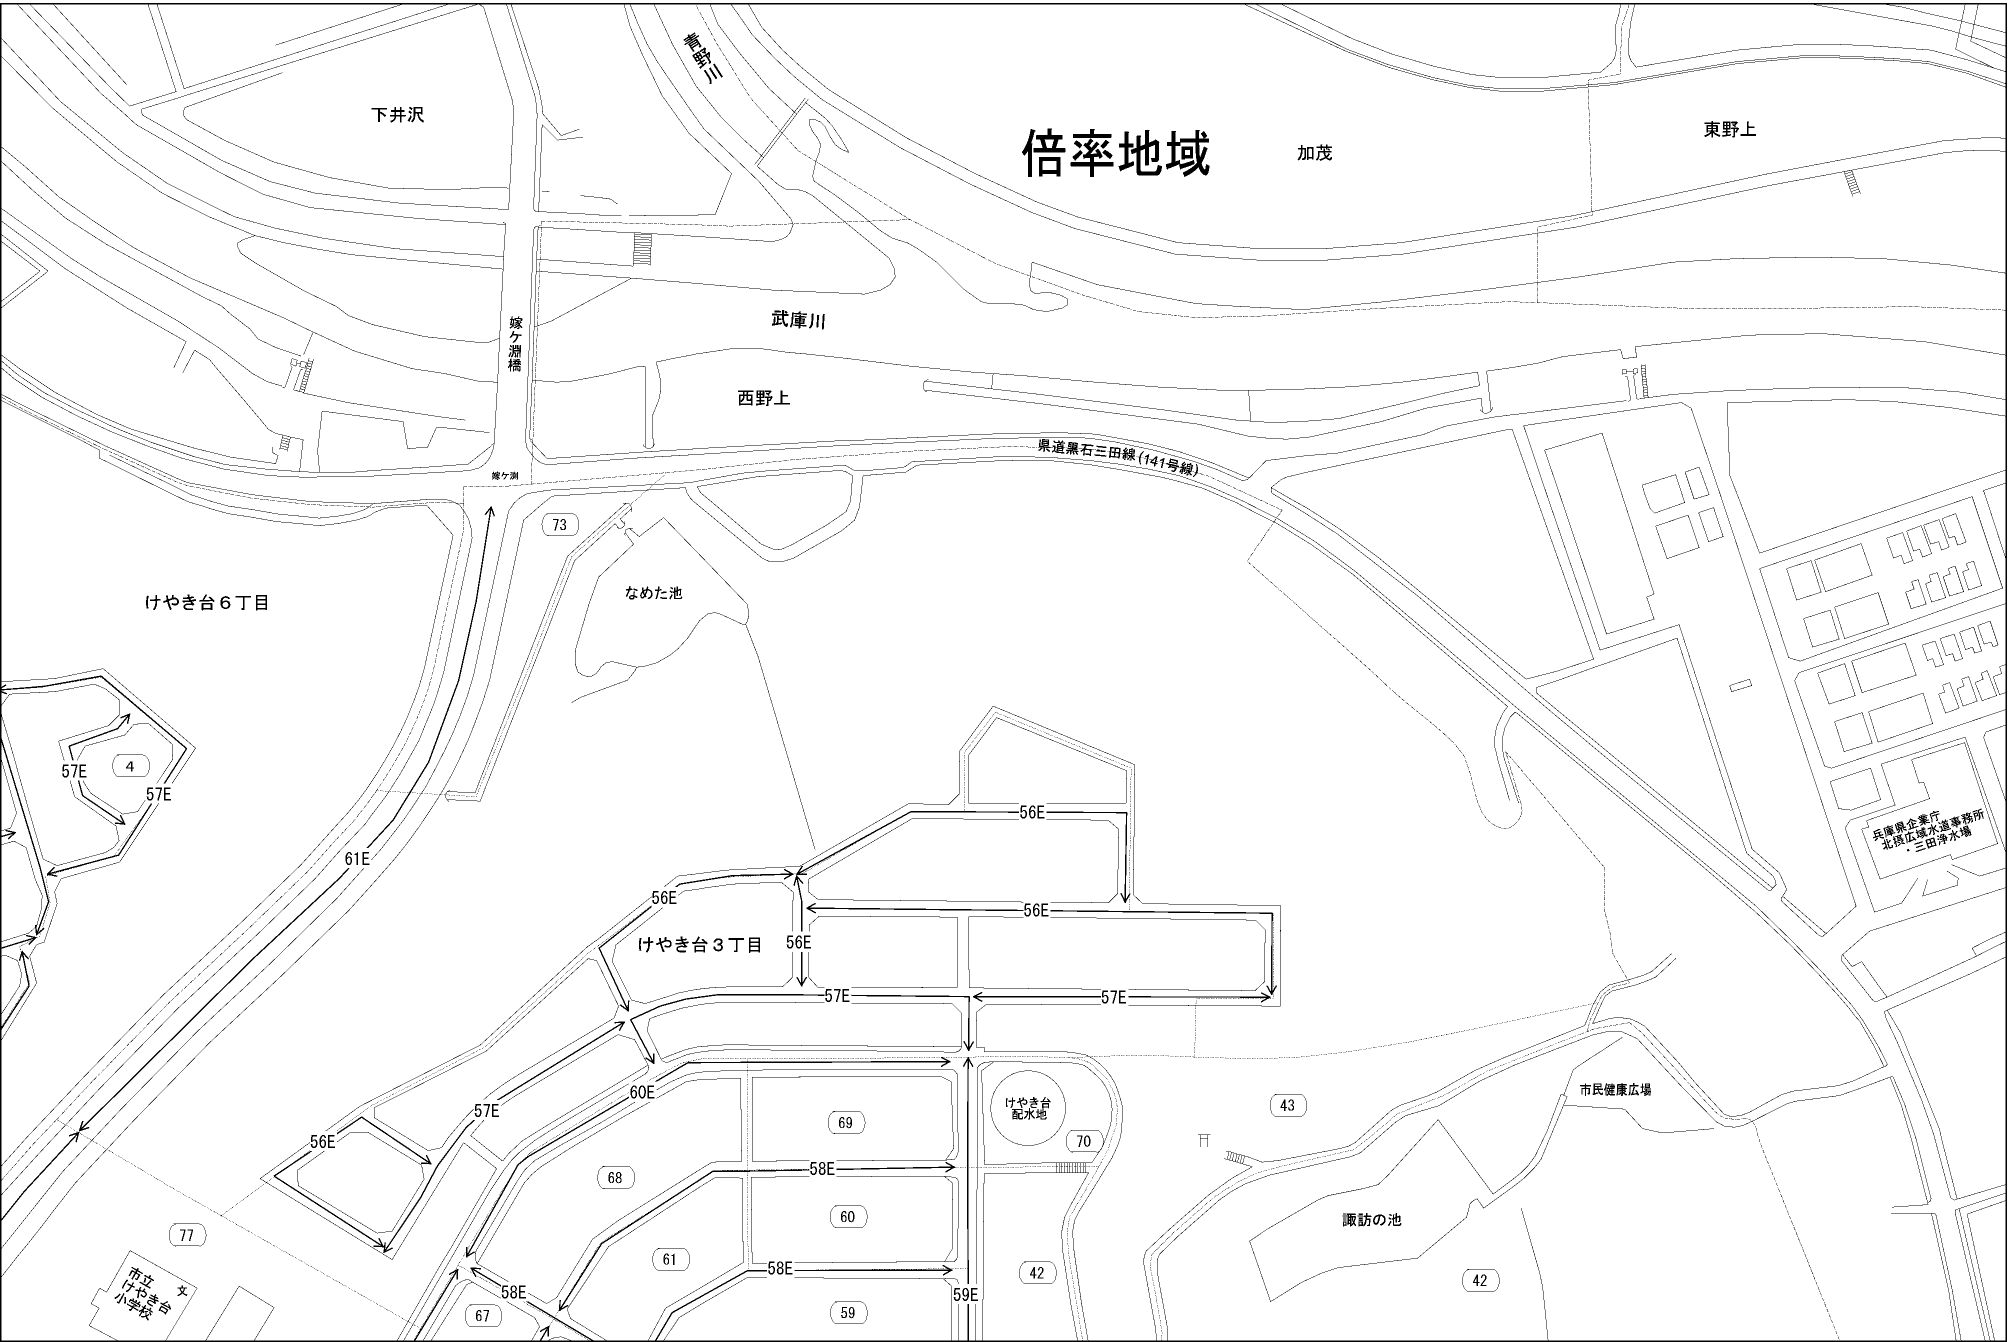 青野川
下井沢
倍率地域
加茂
東野上
嫁ケ淵橋
武庫川
西野上
県道黒石三田線(141号線)
嫁ケ淵
73
なめた池
けやき台６丁目
57E
4
57E
兵庫県企業庁
北摂広域水道事務所
・三田浄水場
61E
56E
56E
56E
けやき台３丁目
56E
57E
57E
60E
57E
56E
けやき台
配水地
市民健康広場
43
69
70
58E
68
60
諏訪の池
77
61
58E
42
42
市立
けやき台
小学校
文
58E
59E
67
59